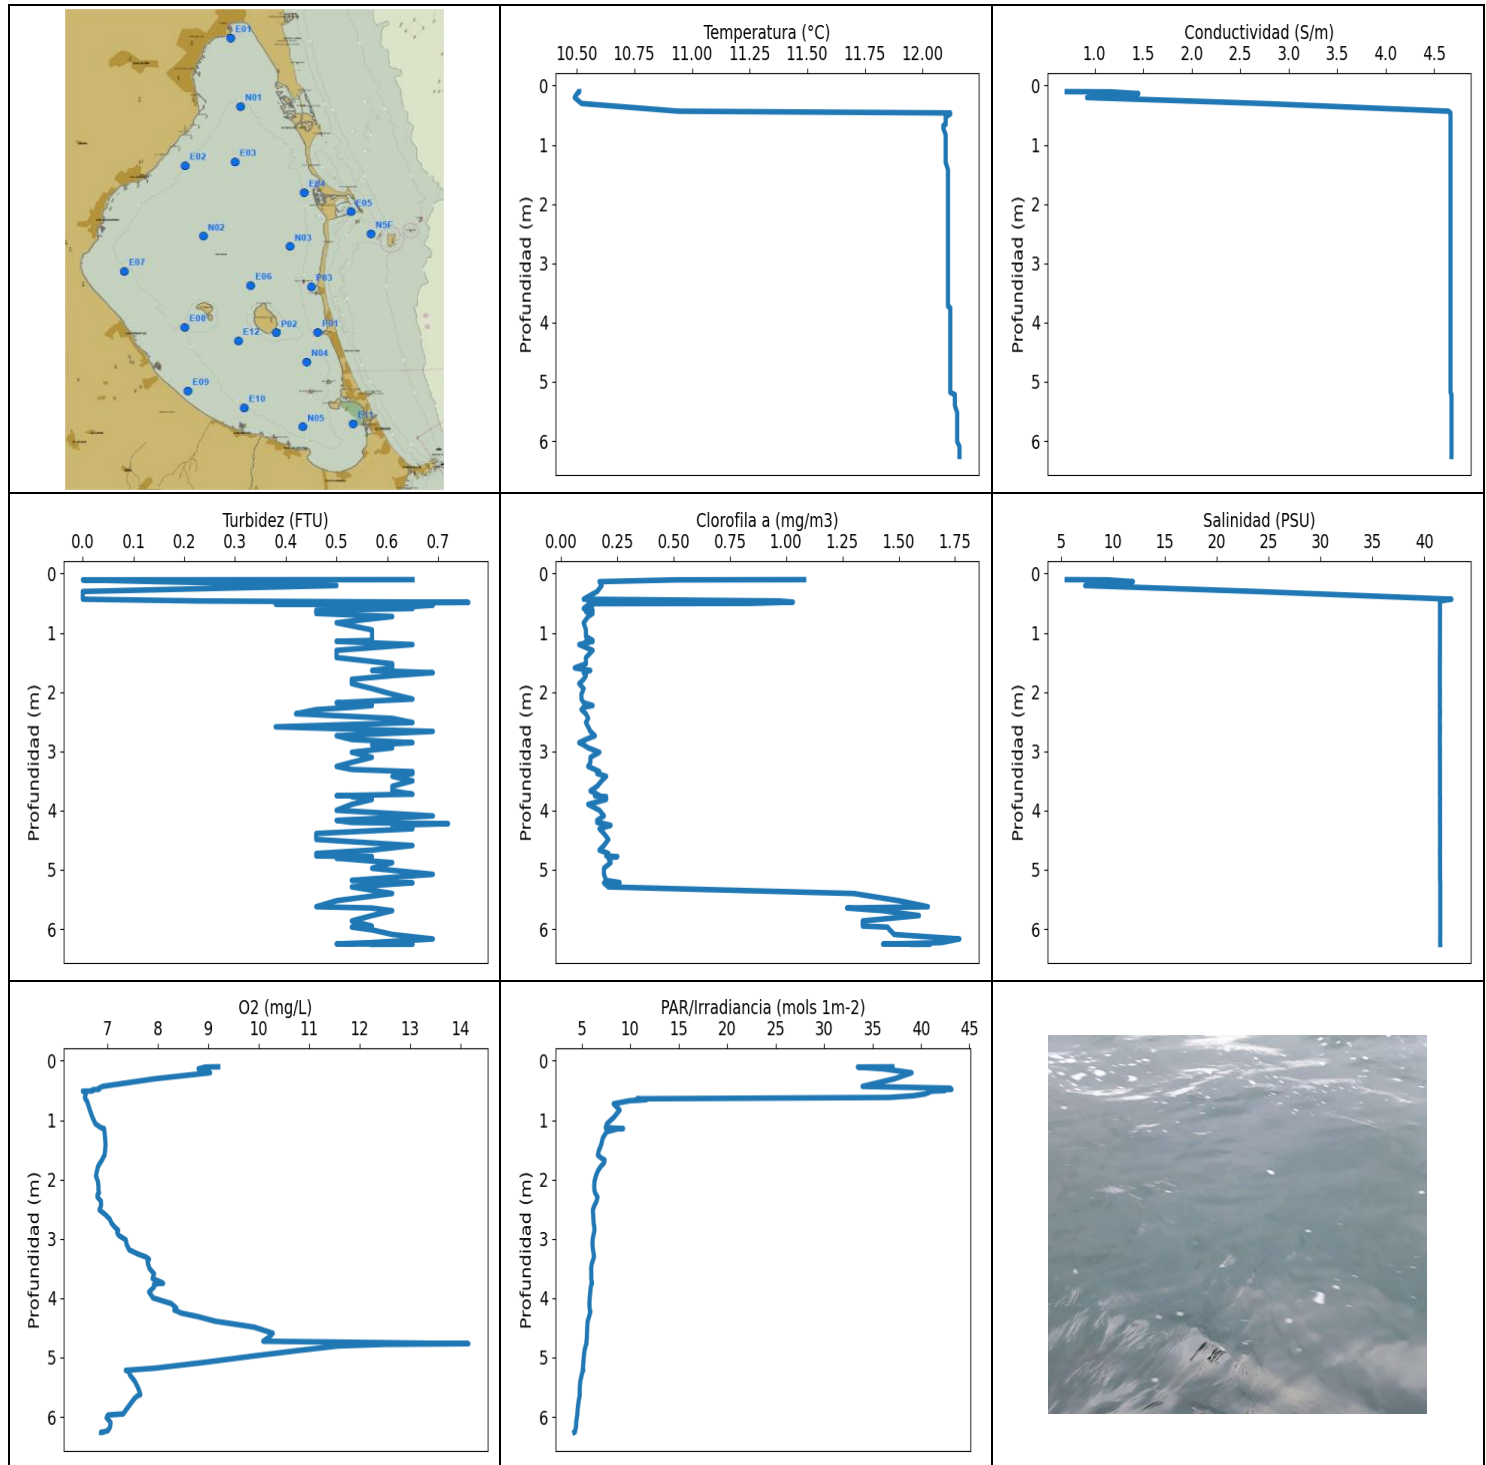 E01
N01
E02
E03
E04
E05
N5F
N02
N03
E07
E06
P03
E08
E12
P02
P01
N04
E09
E10
N05
E11
Temperatura (°C)
10.50 10.75 11.00 11.25 11.50 11.75 12.00
Profundidad (m)
0
1
2
3
4
5
6
Conductividad (S/m)
1.0 1.5 2.0 2.5 3.0 3.5 4.0 4.5
Profundidad (m)
0
1
2
3
4
5
6
Turbidez (FTU)
0.0 0.1 0.2 0.3 0.4 0.5 0.6 0.7
Profundidad (m)
0
1
2
3
4
5
6
Clorofila a (mg/m3)
0.00 0.25 0.50 0.75 1.00 1.25 1.50 1.75
Profundidad (m)
0
1
2
3
4
5
6
Salinidad (PSU)
5 10 15 20 25 30 35 40
Profundidad (m)
0
1
2
3
4
5
6
O2 (mg/L)
7 8 9 10 11 12 13 14
Profundidad (m)
0
1
2
3
4
5
6
PAR/Irradiancia (mols 1m-2)
5 10 15 20 25 30 35 40 45
Profundidad (m)
0
1
2
3
4
5
6